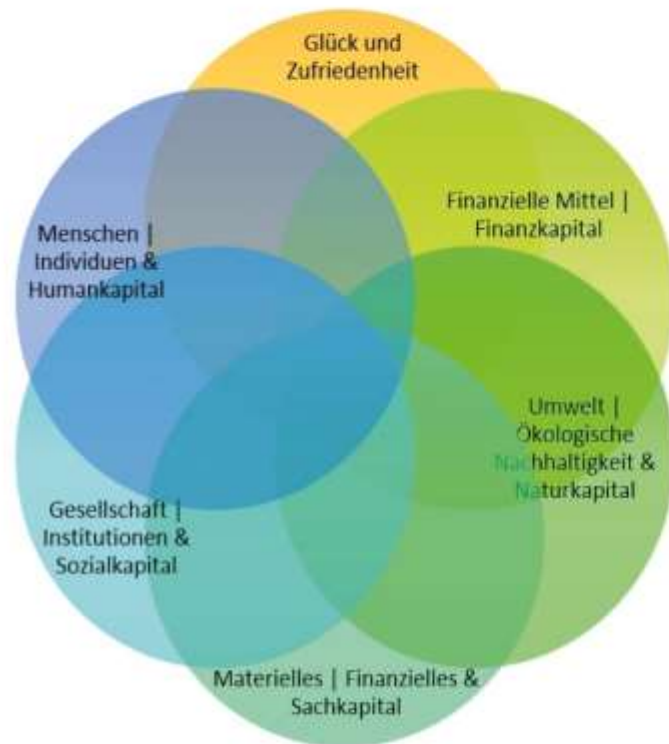 Glück und
Zufriedenheit
Finanzielle Mittel |
Finanzkapital
Menschen |
Individuen &
Humankapital
Umwelt |
Ökologische
Nachhaltigkeit &
Naturkapital
Gesellschaft |
Institutionen &
Sozialkapital
Materielles | Finanzielles &
Sachkapital